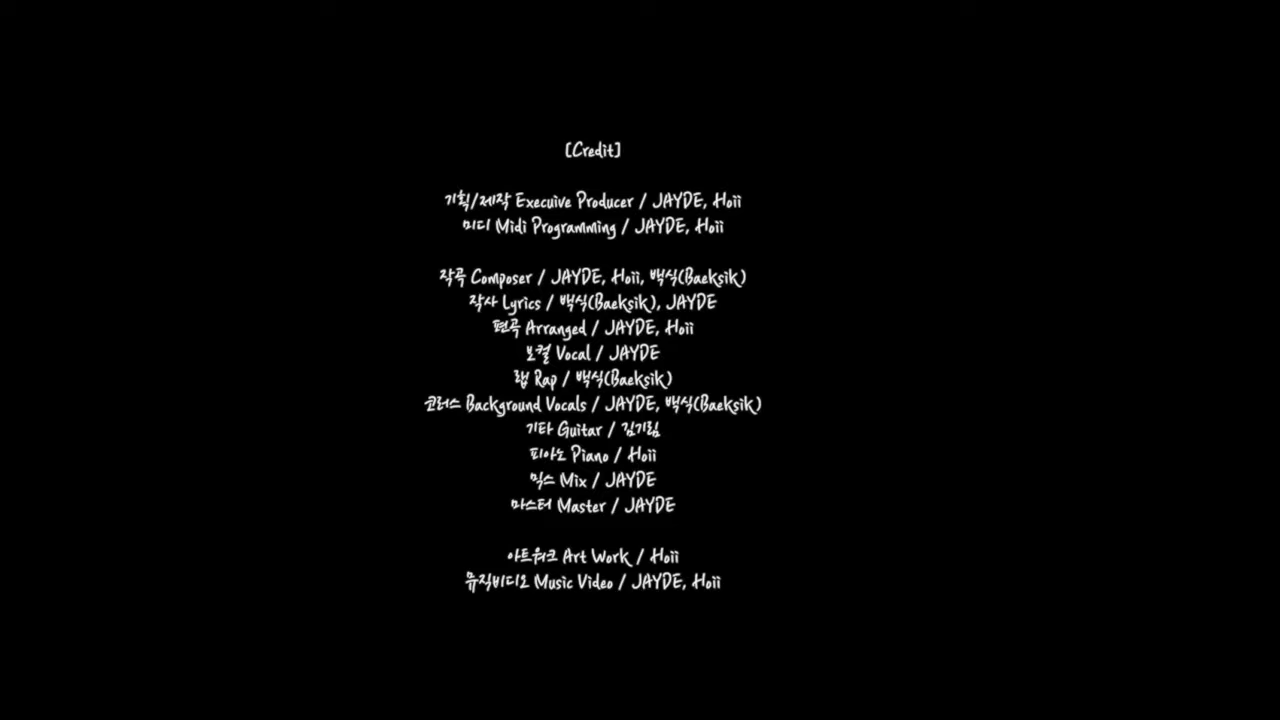 [Credit]
기획/제작 Execuive Producer / JAYDE, Hoii
미디 Midi Programming / JAYDE, Hoii
작곡 Composer / JAYDE, Hoii, 백식(Baeksik)
작사 Lyrics / 백식(Baeksik), JAYDE
편곡 Arranged / JAYDE, Hoii
보컬 Vocal / JAYDE
랩 Rap / 백식(Baeksik)
코러스 Background Vocals / JAYDE, 백식(Baeksik)
기타 Guitar / 김기림
피아노 Piano / Hoii
믹스 Mix / JAYDE
마스터 Master / JAYDE
아트워크 Art Work / Hoii
뮤직비디오 Music Video / JAYDE, Hoii